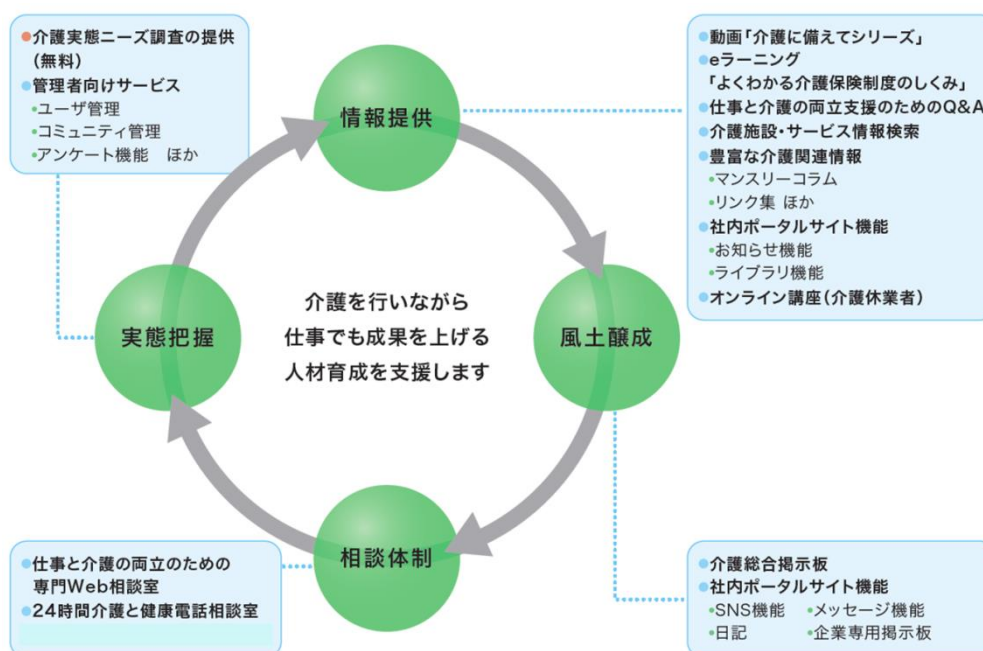 ●介護実態ニーズ調査の提供
(無料)
●管理者向けサービス
•ユーザ管理
•コミュニティ管理
•アンケート機能　ほか
情報提供
●動画「介護に備えてシリーズ」
●eラーニング
「よくわかる介護保険制度のしくみ」
●仕事と介護の両立支援のためのQ&A
●介護施設・サービス情報検索
●豊富な介護関連情報
•マンスリーコラム
•リンク集 ほか
●社内ポータルサイト機能
•お知らせ機能
•ライブラリ機能
●オンライン講座(介護休業者)
実態把握
介護を行いながら
仕事でも成果を上げる
人材育成を支援します
風土醸成
相談体制
●仕事と介護の両立のための
専門Web相談室
●24時間介護と健康電話相談室
●介護総合掲示板
●社内ポータルサイト機能
•SNS機能　•メッセージ機能
•日記　•企業専用掲示板